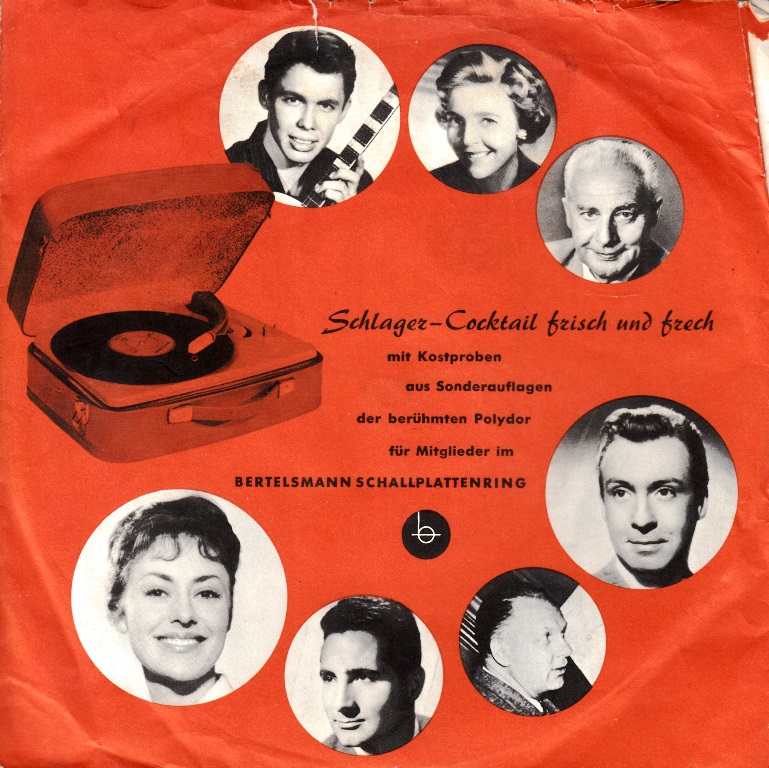 Schlager-Cocktail frisch und frech
mit Kostproben
aus Sonderauflagen
der berühmten Polydor
für Mitglieder im
BERTELSMANN SCHALLPLATTENRING
b